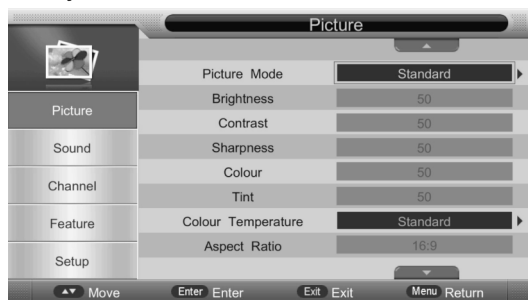 Picture
Picture Mode Standard
Brightness 50
Contrast 50
Sharpness 50
Colour 50
Tint 50
Colour Temperature Standard
Aspect Ratio 16:9
Picture
Sound
Channel
Feature
Setup
Move Enter Enter Exit Exit Menu Return